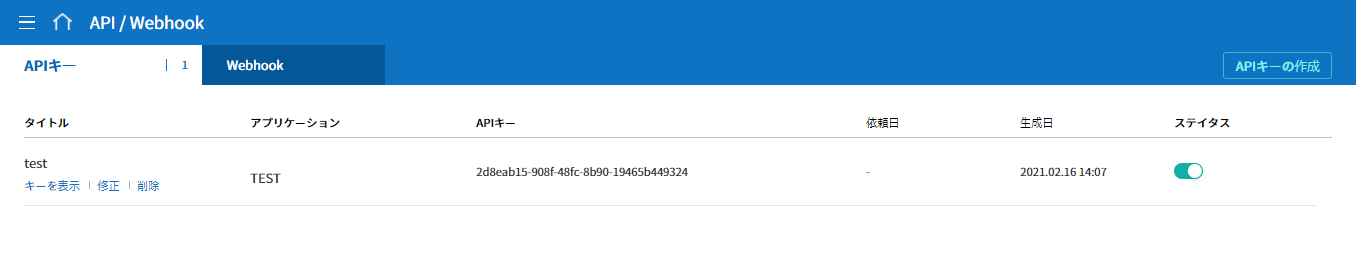 API / Webhook
APIキー 1 Webhook APIキーの作成
タイトル アプリケーション APIキー 依頼日 生成日 ステイタス
test
TEST 2d8eab15-908f-48fc-8b90-19465b449324 - 2021.02.16 14:07
キーを表示 修正 削除